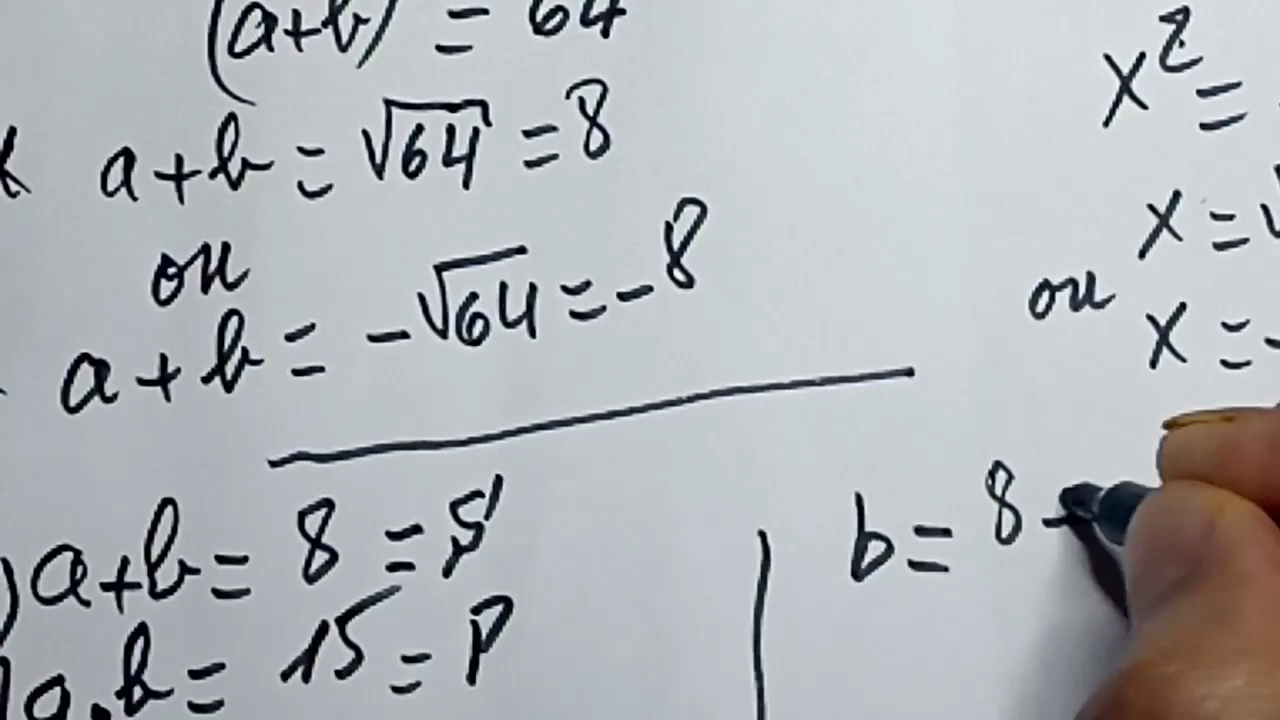 (a+b) = 64
a+b = √64 = 8
ou
a+b = -√64 = -8
a+b = 8 = S
a.b = 15 = P
x² =
x =
ou
x = -
b = 8 -